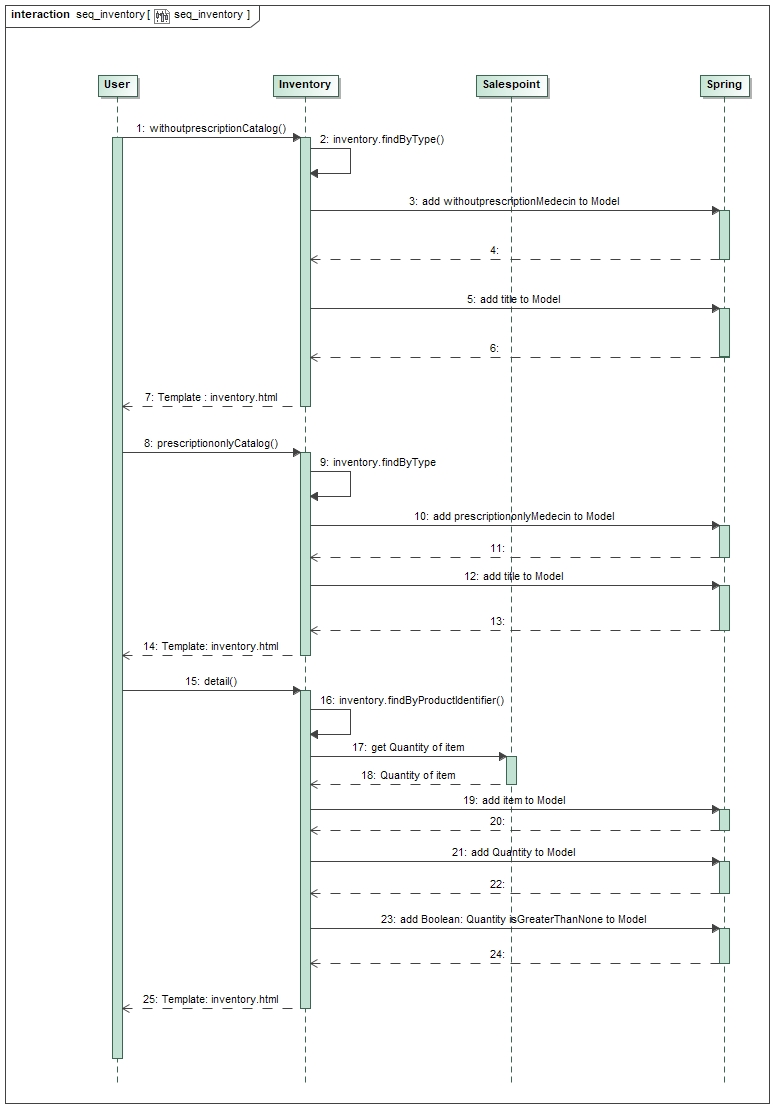 interaction seq_inventory [ seq_inventory ]
User Inventory Salespoint Spring
1: withoutprescriptionCatalog()
2: inventory.findByType()
3: add withoutprescriptionMedecin to Model
4:
5: add title to Model
6:
7: Template : inventory.html
8: prescriptiononlyCatalog()
9: inventory.findByType
10: add prescriptiononlyMedecin to Model
11:
12: add title to Model
13:
14: Template: inventory.html
15: detail()
16: inventory.findByProductIdentifier()
17: get Quantity of item
18: Quantity of item
19: add item to Model
20:
21: add Quantity to Model
22:
23: add Boolean: Quantity isGreaterThanNone to Model
24:
25: Template: inventory.html